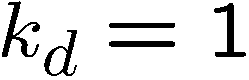 k_d = 1